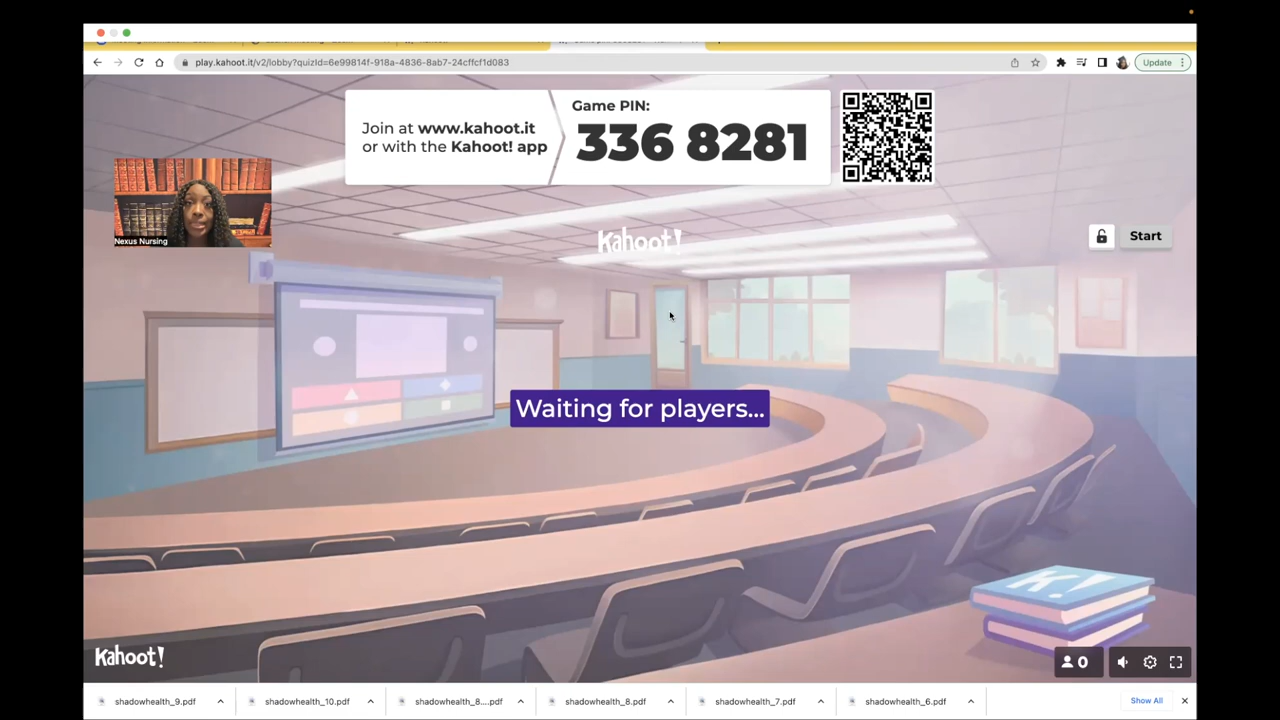 Update
play.kahoot.it/v2/lobby?quizId=6e99814f-918a-4836-8ab7-24cffcf1d083
Join at www.kahoot.it
or with the Kahoot! app
Game PIN:
336 8281
Nexus Nursing
Kahoot!
Start
Waiting for players...
K!
Kahoot!
0
shadowhealth_9.pdf
shadowhealth_10.pdf
shadowhealth_8....pdf
shadowhealth_8.pdf
shadowhealth_7.pdf
shadowhealth_6.pdf
Show All